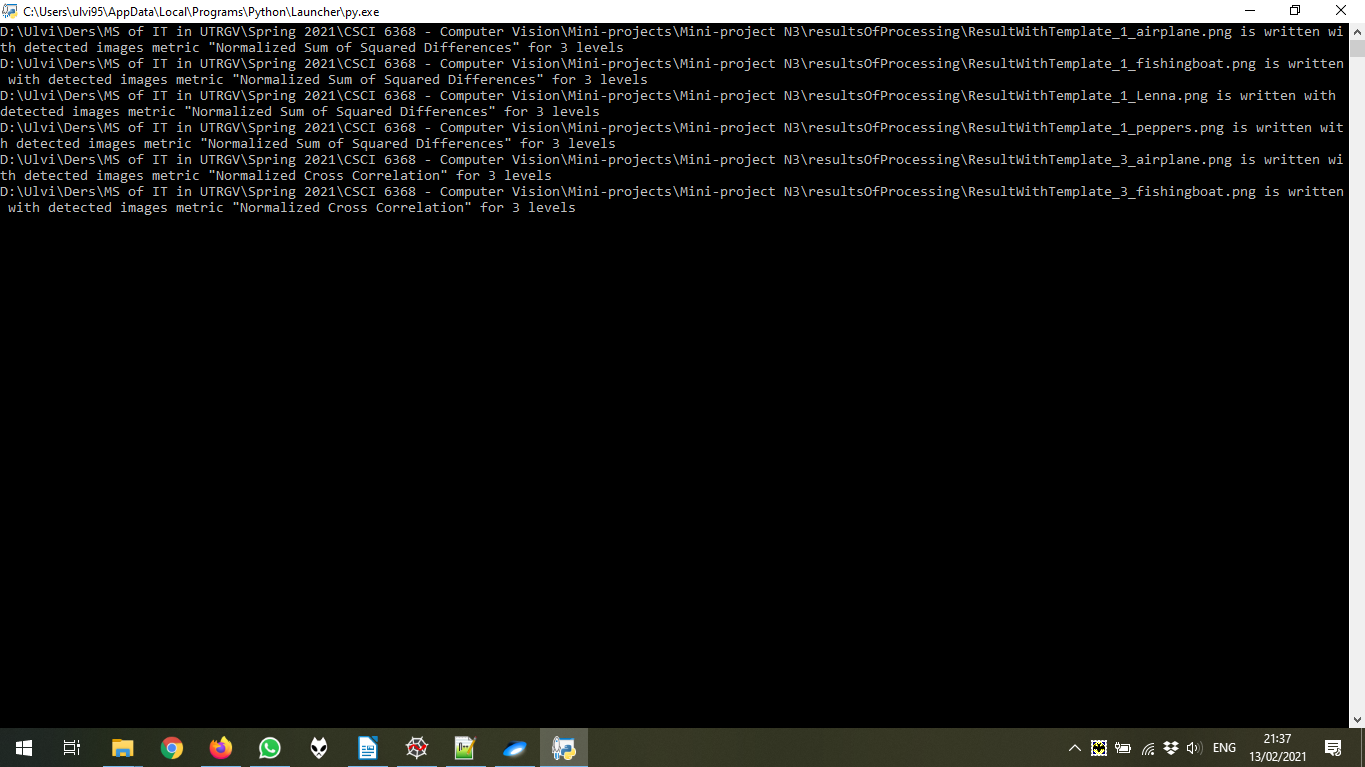 C:\Users\ulvi95\AppData\Local\Programs\Python\Launcher\py.exe
D:\Ulvi\Ders\MS of IT in UTRGV\Spring 2021\CSCI 6368 - Computer Vision\Mini-projects\Mini-project N3\resultsOfProcessing\ResultWithTemplate_1_airplane.png is written wi
th detected images metric "Normalized Sum of Squared Differences" for 3 levels
D:\Ulvi\Ders\MS of IT in UTRGV\Spring 2021\CSCI 6368 - Computer Vision\Mini-projects\Mini-project N3\resultsOfProcessing\ResultWithTemplate_1_fishingboat.png is written
 with detected images metric "Normalized Sum of Squared Differences" for 3 levels
D:\Ulvi\Ders\MS of IT in UTRGV\Spring 2021\CSCI 6368 - Computer Vision\Mini-projects\Mini-project N3\resultsOfProcessing\ResultWithTemplate_1_Lenna.png is written with
detected images metric "Normalized Sum of Squared Differences" for 3 levels
D:\Ulvi\Ders\MS of IT in UTRGV\Spring 2021\CSCI 6368 - Computer Vision\Mini-projects\Mini-project N3\resultsOfProcessing\ResultWithTemplate_1_peppers.png is written wit
h detected images metric "Normalized Sum of Squared Differences" for 3 levels
D:\Ulvi\Ders\MS of IT in UTRGV\Spring 2021\CSCI 6368 - Computer Vision\Mini-projects\Mini-project N3\resultsOfProcessing\ResultWithTemplate_3_airplane.png is written wi
th detected images metric "Normalized Cross Correlation" for 3 levels
D:\Ulvi\Ders\MS of IT in UTRGV\Spring 2021\CSCI 6368 - Computer Vision\Mini-projects\Mini-project N3\resultsOfProcessing\ResultWithTemplate_3_fishingboat.png is written
 with detected images metric "Normalized Cross Correlation" for 3 levels
ENG
21:37
13/02/2021